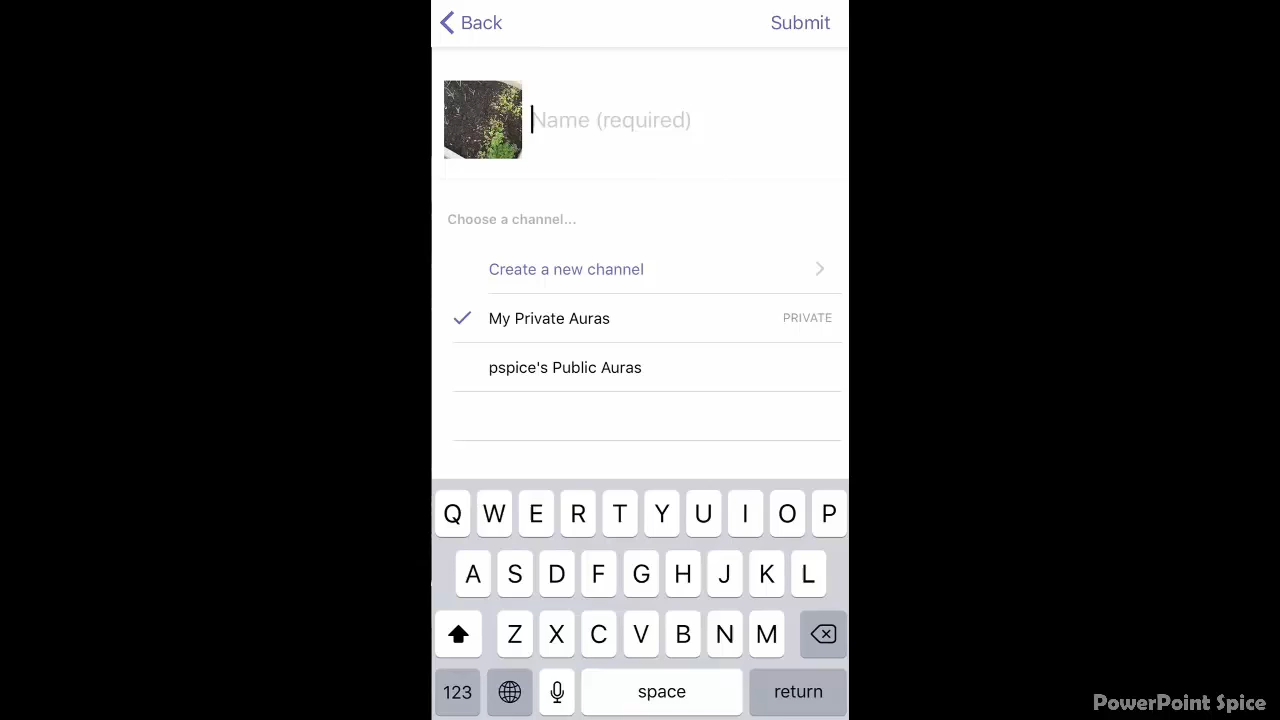 Back Submit
Name (required)
Choose a channel...
Create a new channel
My Private Auras PRIVATE
pspice's Public Auras
Q W E R T Y U I O P
A S D F G H J K L
Z X C V B N M
123 space return
PowerPoint Spice